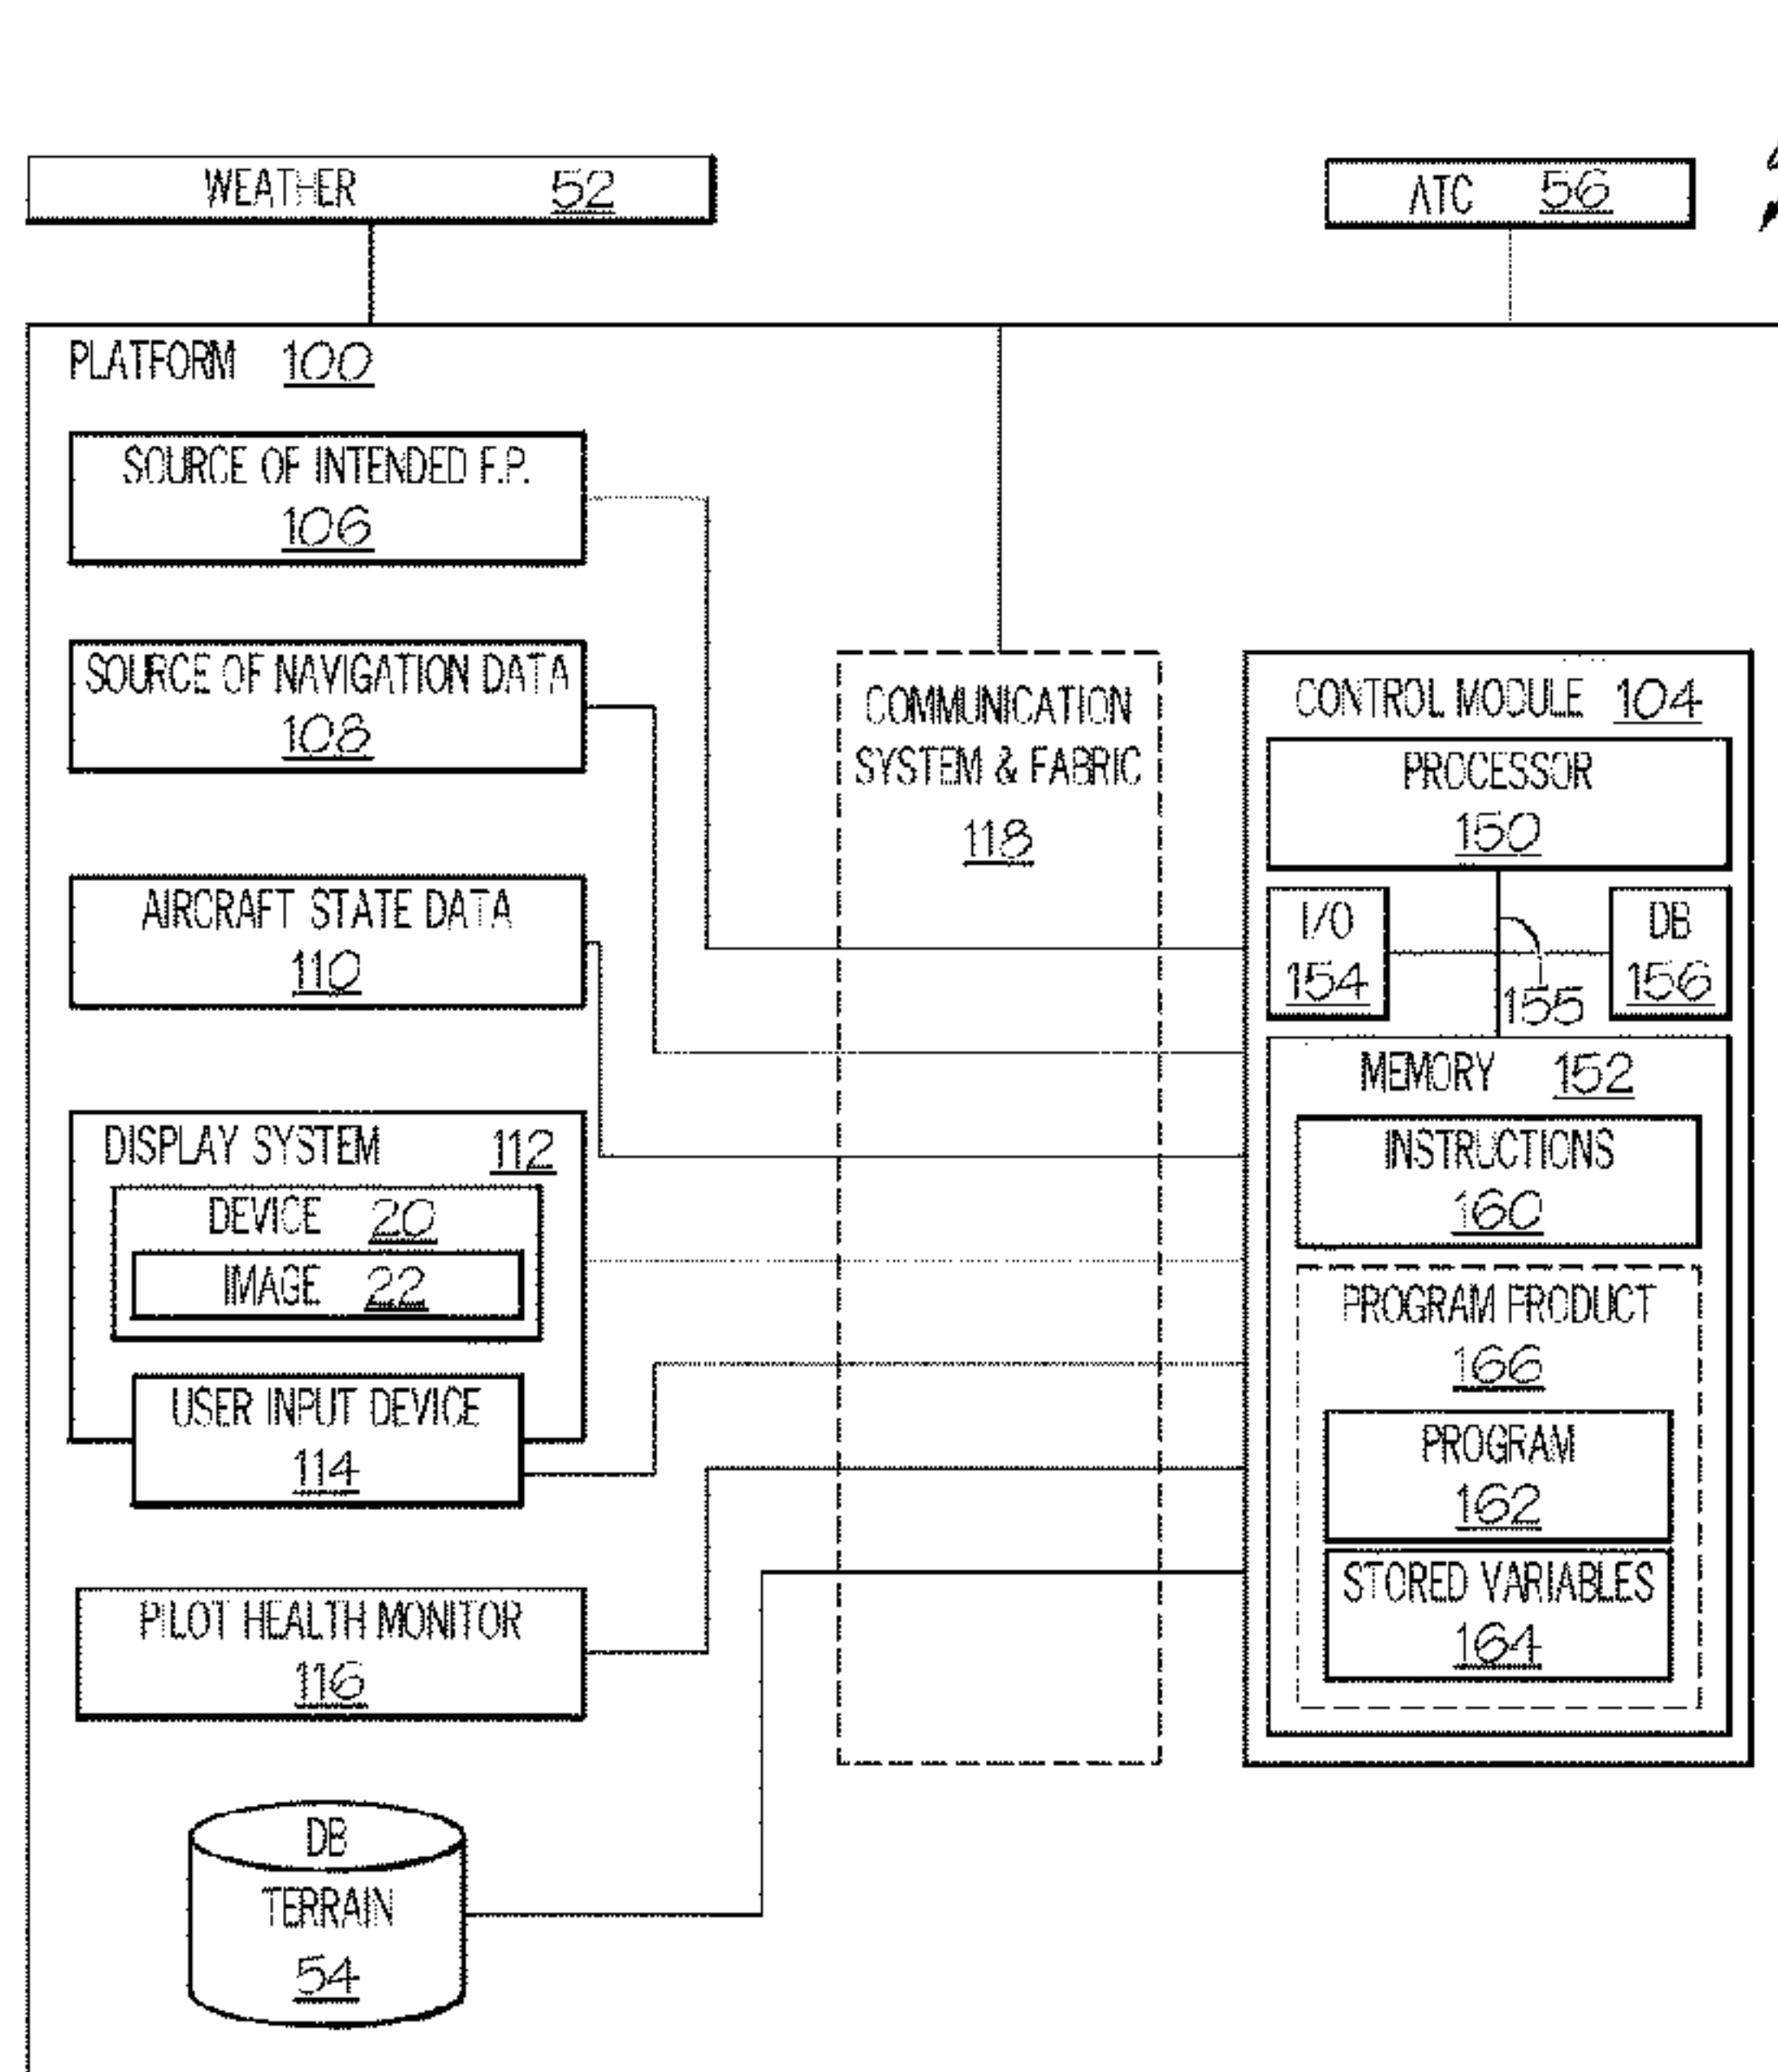 WEATHER 52
ATC 56
PLATFORM 100
SOURCE OF INTENDED F.P.
106
SOURCE OF NAVIGATION DATA
108
AIRCRAFT STATE DATA
110
DISPLAY SYSTEM 112
DEVICE 20
IMAGE 22
USER INPUT DEVICE
114
PILOT HEALTH MONITOR
116
DB
TERRAIN
54
COMMUNICATION
SYSTEM & FABRIC
118
CONTROL MODULE 104
PROCESSOR
150
I/O
154
155
DB
156
MEMORY 152
INSTRUCTIONS
160
PROGRAM PRODUCT
166
PROGRAM
162
STORED VARIABLES
164